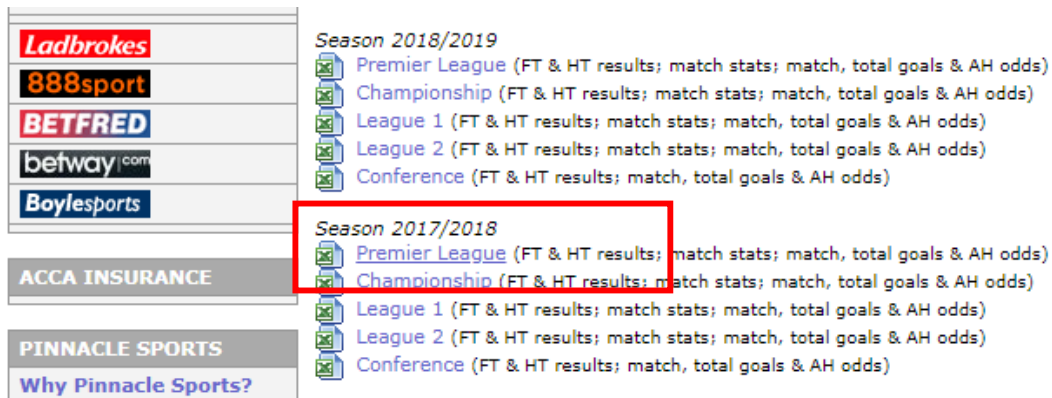 Ladbrokes
888sport
BETFRED
betway.com
Boylesports
ACCA INSURANCE
PINNACLE SPORTS
Why Pinnacle Sports?
Season 2018/2019
Premier League (FT & HT results; match stats; match, total goals & AH odds)
Championship (FT & HT results; match stats; match, total goals & AH odds)
League 1 (FT & HT results; match stats; match, total goals & AH odds)
League 2 (FT & HT results; match stats; match, total goals & AH odds)
Conference (FT & HT results; match, total goals & AH odds)
Season 2017/2018
Premier League (FT & HT results; match stats; match, total goals & AH odds)
Championship (FT & HT results; match stats; match, total goals & AH odds)
League 1 (FT & HT results; match stats; match, total goals & AH odds)
League 2 (FT & HT results; match stats; match, total goals & AH odds)
Conference (FT & HT results; match, total goals & AH odds)